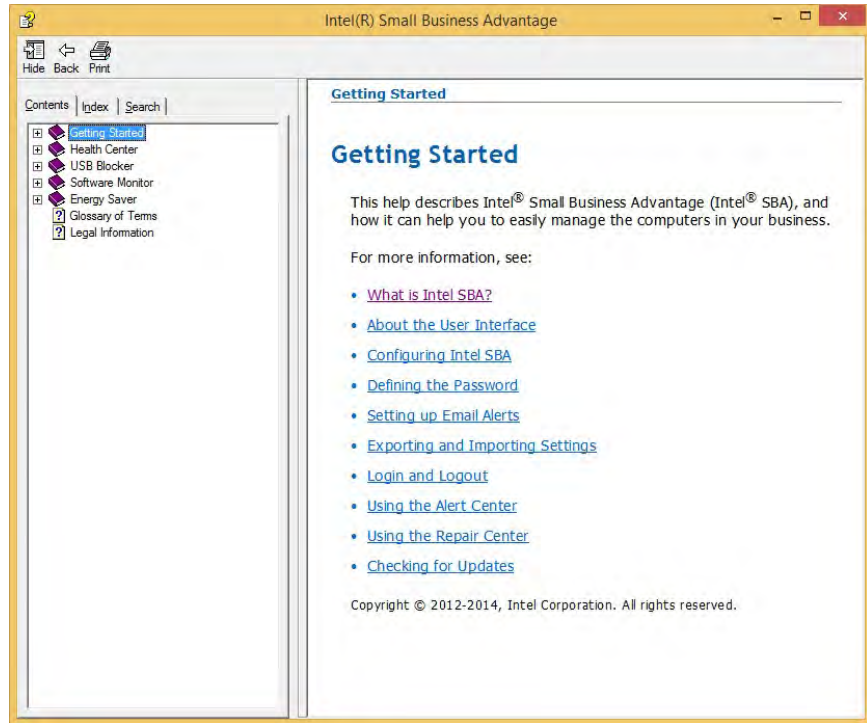 Intel(R) Small Business Advantage
Hide Back Print
Contents Index Search
Getting Started
Health Center
USB Blocker
Software Monitor
Energy Saver
Glossary of Terms
Legal Information
Getting Started
Getting Started
This help describes Intel® Small Business Advantage (Intel® SBA), and
how it can help you to easily manage the computers in your business.
For more information, see:
• What is Intel SBA?
• About the User Interface
• Configuring Intel SBA
• Defining the Password
• Setting up Email Alerts
• Exporting and Importing Settings
• Login and Logout
• Using the Alert Center
• Using the Repair Center
• Checking for Updates
Copyright © 2012-2014, Intel Corporation. All rights reserved.